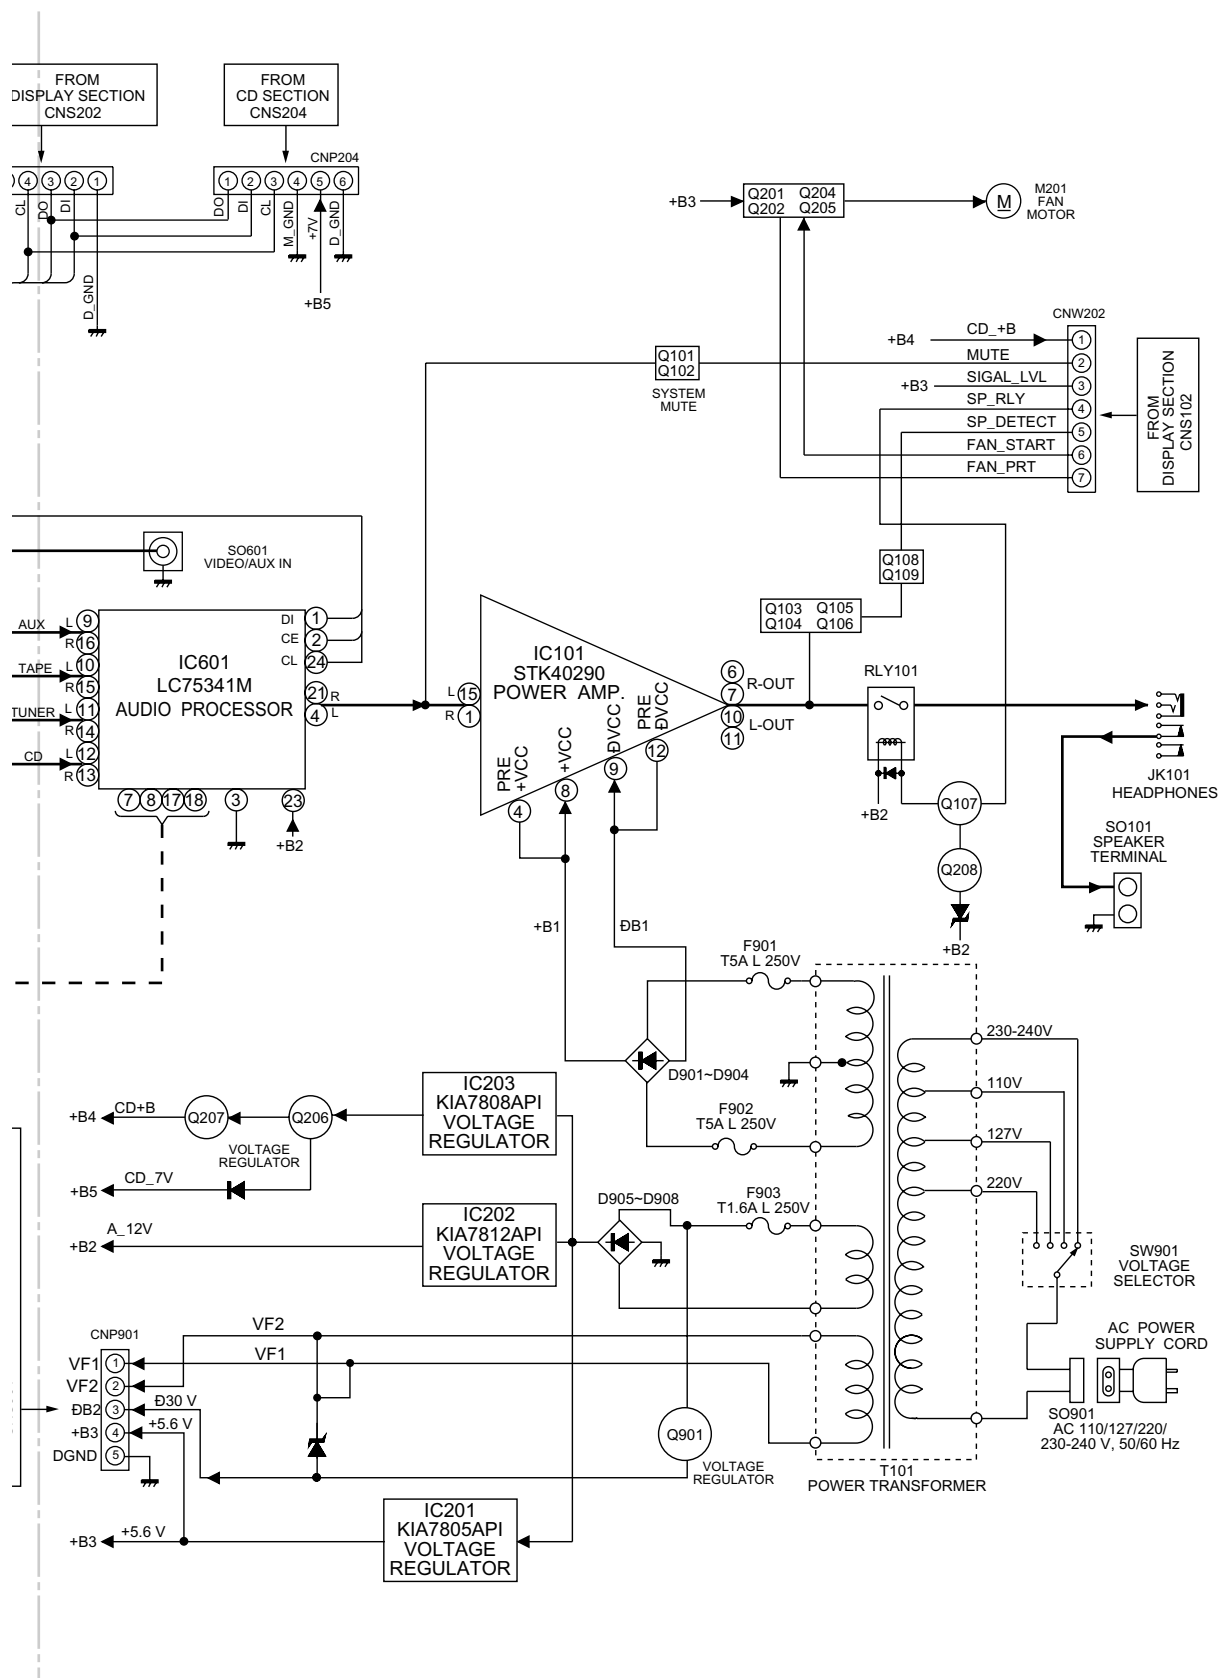 FROM
DISPLAY SECTION
CNS202
FROM
CD SECTION
CNS204
CNP204
4 3 2 1
1 2 3 4 5 6
CL
DO
DI
D_GND
DO
DI
CL
M_GND
+7V
D_GND
+B5
+B3
Q201 Q204
Q202 Q205
M
M201
FAN
MOTOR
CNW202
+B4
CD_+B
1
MUTE
2
+B3
SIGAL_LVL
3
SP_RLY
4
SP_DETECT
5
FAN_START
6
FAN_PRT
7
FROM
DISPLAY SECTION
CNS102
Q101
Q102
SYSTEM
MUTE
SO601
VIDEO/AUX IN
Q108
Q109
Q103 Q105
Q104 Q106
AUX
L 9
R 16
TAPE
L 10
R 15
TUNER
L 11
R 14
CD
L 12
R 13
IC601
LC75341M
AUDIO PROCESSOR
DI 1
CE 2
CL 24
21 R
4 L
7 8 17 18 3 23
+B2
L 15
R 1
IC101
STK40290
POWER AMP.
PRE
+VCC
4
+VCC
8
ÐVCC
9
PRE
ÐVCC
12
6
7
R-OUT
10
11
L-OUT
RLY101
+B2
Q107
Q208
+B2
JK101
HEADPHONES
SO101
SPEAKER
TERMINAL
+B1
ÐB1
F901
T5A L 250V
D901~D904
F902
T5A L 250V
230-240V
110V
127V
220V
IC203
KIA7808API
VOLTAGE
REGULATOR
+B4
CD+B
Q207
Q206
VOLTAGE
REGULATOR
+B5
CD_7V
+B2
A_12V
IC202
KIA7812API
VOLTAGE
REGULATOR
D905~D908
F903
T1.6A L 250V
SW901
VOLTAGE
SELECTOR
AC POWER
SUPPLY CORD
SO901
AC 110/127/220/
230-240 V, 50/60 Hz
CNP901
VF2
VF1
VF1 1
VF2 2
ÐB2 3
Ð30 V
+B3 4
+5.6 V
DGND 5
Q901
VOLTAGE
REGULATOR
T101
POWER TRANSFORMER
+B3
+5.6 V
IC201
KIA7805API
VOLTAGE
REGULATOR